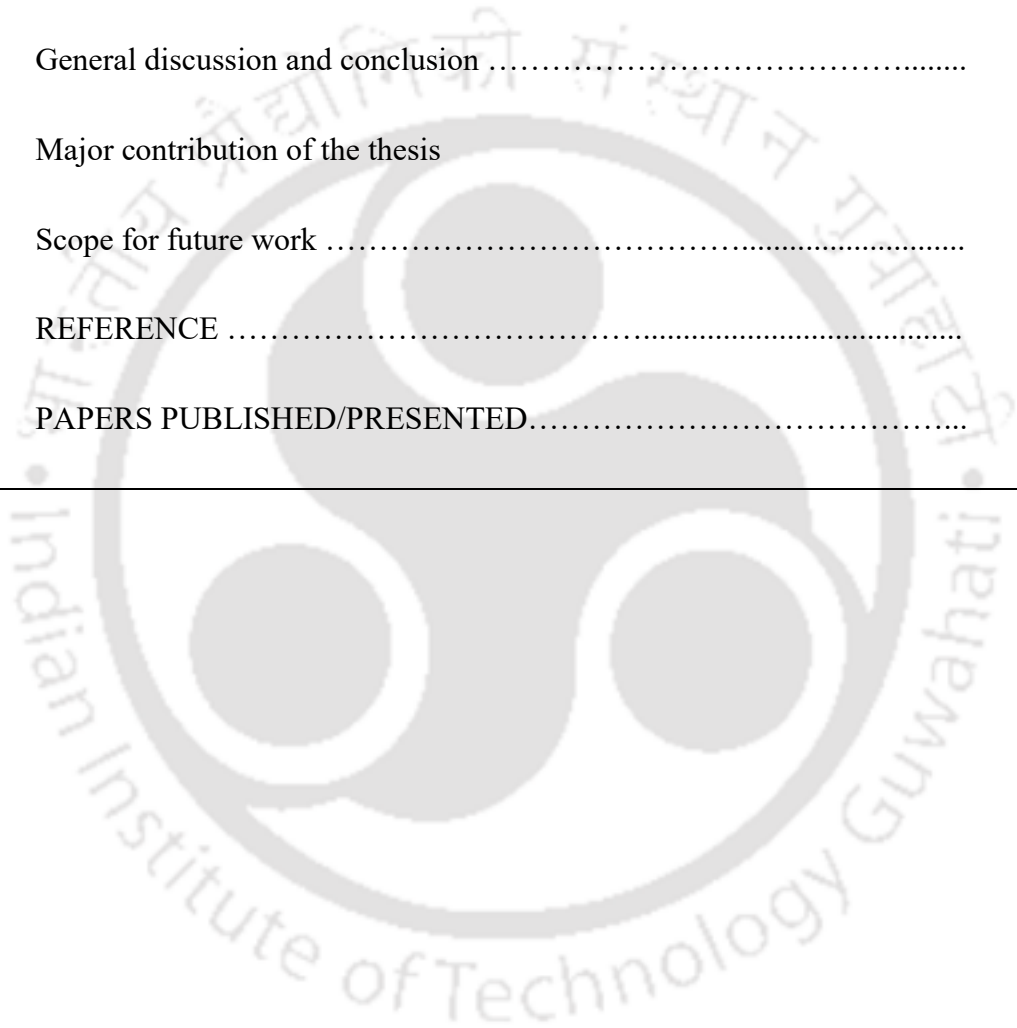 General discussion and conclusion ……………………………………........
Major contribution of the thesis
Scope for future work ……………………………………...........................
REFERENCE ……………………………………........................................
PAPERS PUBLISHED/PRESENTED……………………………………..
भारतीय प्रौद्योगिकी संस्थान गुवाहाटी
Indian Institute of Technology Guwahati